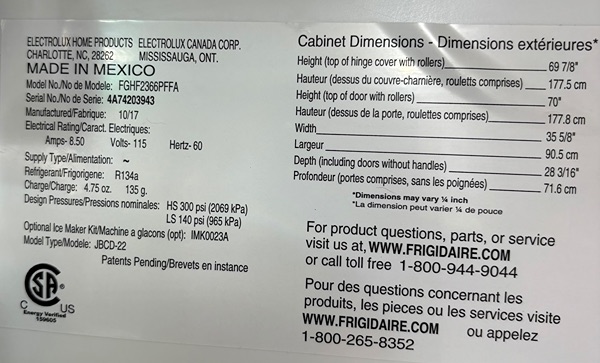 ELECTROLUX HOME PRODUCTS ELECTROLUX CANADA CORP.
CHARLOTTE, NC, 28262 MISSISSAUGA, ONT.
MADE IN MEXICO
Model No./No de Modele: FGHF2366PFFA
Serial No./No de Serie: 4A74203943
Manufactured/Fabrique: 10/17
Electrical Rating/Caract. Electriques:
Amps- 8.50 Volts- 115 Hertz- 60
Supply Type/Alimentation: ~
Refrigerant/Frigorigene: R134a
Charge/Charge: 4.75 oz. 135 g.
Design Pressures/Pressions nominales: HS 300 psi (2069 kPa)
LS 140 psi (965 kPa)
Optional Ice Maker Kit/Machine a glacons (opt): IMK0023A
Model Type/Modele: JBCD-22
Patents Pending/Brevets en instance
SA
C US
Energy Verified
159605
Cabinet Dimensions - Dimensions extérieures*
Height (top of hinge cover with rollers) 69 7/8"
Hauteur (dessus du couvre-charnière, rouletts comprises) 177.5 cm
Height (top of door with rollers) 70"
Hauteur (dessus de la porte, roulettes comprises) 177.8 cm
Width 35 5/8"
Largeur 90.5 cm
Depth (including doors without handles) 28 3/16"
Profondeur (portes comprises, sans les poignées) 71.6 cm
*Dimensions may vary ¼ inch
*La dimension peut varier ¼ de pouce
For product questions, parts, or service
visit us at, WWW.FRIGIDAIRE.COM
or call toll free 1-800-944-9044
Pour des questions concernant les
produits, les pieces ou les services visite
WWW.FRIGIDAIRE.COM ou appelez
1-800-265-8352